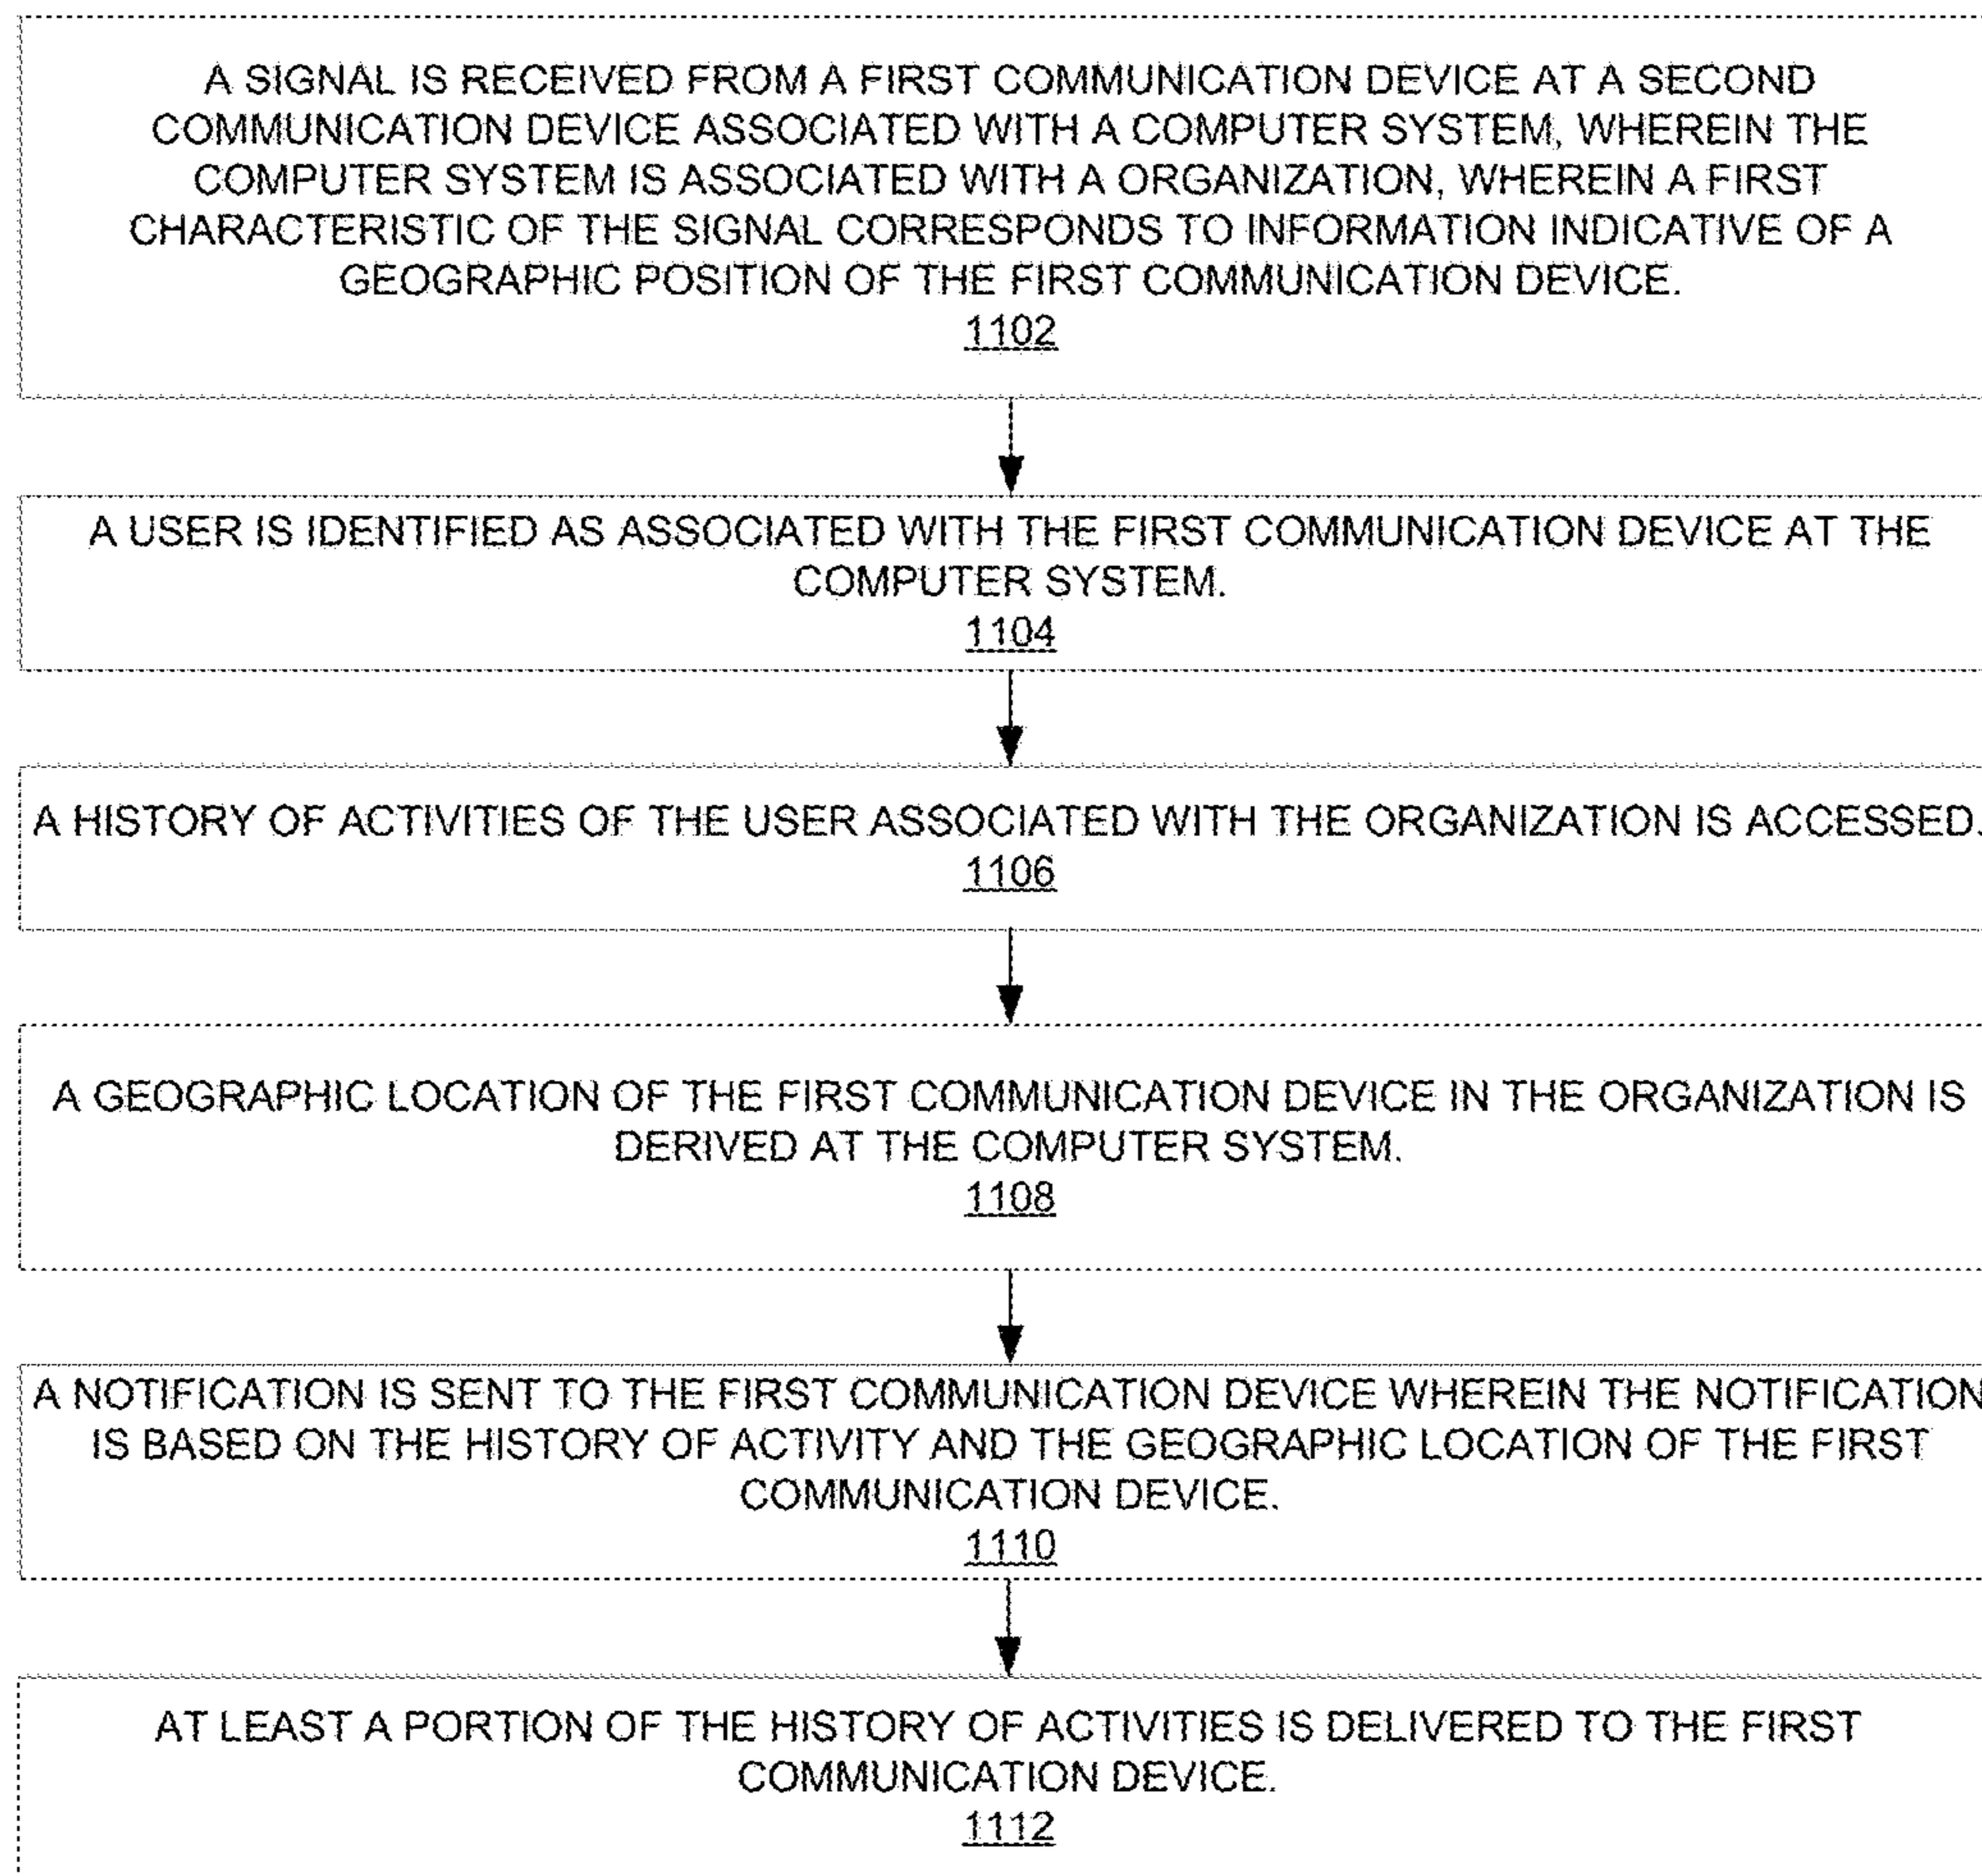 A SIGNAL IS RECEIVED FROM A FIRST COMMUNICATION DEVICE AT A SECOND
COMMUNICATION DEVICE ASSOCIATED WITH A COMPUTER SYSTEM, WHEREIN THE
COMPUTER SYSTEM IS ASSOCIATED WITH A ORGANIZATION, WHEREIN A FIRST
CHARACTERISTIC OF THE SIGNAL CORRESPONDS TO INFORMATION INDICATIVE OF A
GEOGRAPHIC POSITION OF THE FIRST COMMUNICATION DEVICE.
1102
A USER IS IDENTIFIED AS ASSOCIATED WITH THE FIRST COMMUNICATION DEVICE AT THE
COMPUTER SYSTEM.
1104
A HISTORY OF ACTIVITIES OF THE USER ASSOCIATED WITH THE ORGANIZATION IS ACCESSED.
1106
A GEOGRAPHIC LOCATION OF THE FIRST COMMUNICATION DEVICE IN THE ORGANIZATION IS
DERIVED AT THE COMPUTER SYSTEM.
1108
A NOTIFICATION IS SENT TO THE FIRST COMMUNICATION DEVICE WHEREIN THE NOTIFICATION
IS BASED ON THE HISTORY OF ACTIVITY AND THE GEOGRAPHIC LOCATION OF THE FIRST
COMMUNICATION DEVICE.
1110
AT LEAST A PORTION OF THE HISTORY OF ACTIVITIES IS DELIVERED TO THE FIRST
COMMUNICATION DEVICE.
1112